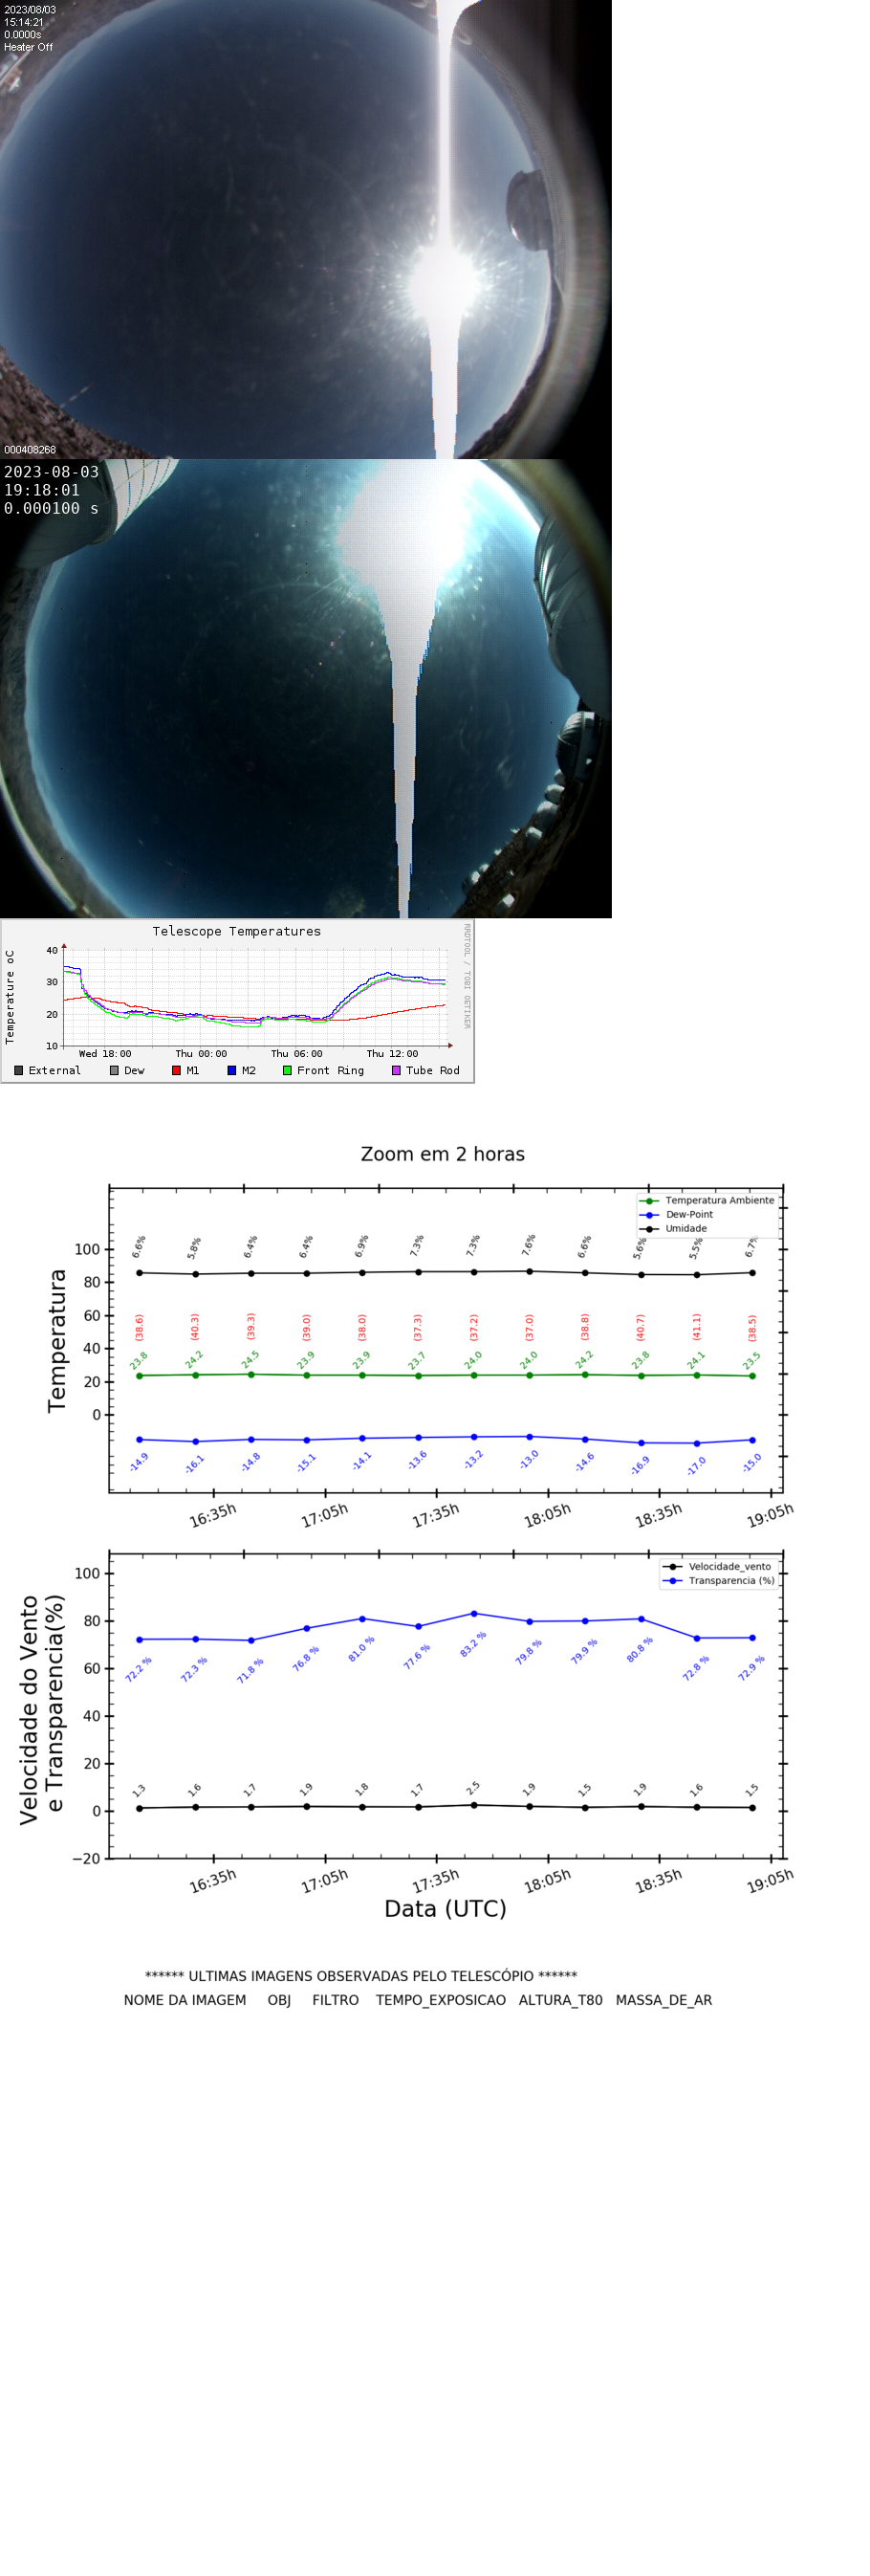 2023/08/03
15:14:21
0.0000s
Heater Off
000408268
2023-08-03
19:18:01
0.000100 s
Telescope Temperatures
RRDTOOL / TOBI OETIKER
Temperature oC
40
30
20
10
Wed 18:00 Thu 00:00 Thu 06:00 Thu 12:00
External Dew M1 M2 Front Ring Tube Rod
Zoom em 2 horas
Temperatura Ambiente
Dew-Point
Umidade
Temperatura
100
80
60
40
20
0
6.6% 5.8% 6.4% 6.4% 6.9% 7.3% 7.3% 7.6% 6.6% 5.6% 5.5% 6.7%
(38.6) (40.3) (39.3) (39.0) (38.0) (37.3) (37.2) (37.0) (38.8) (40.7) (41.1) (38.5)
23.8 24.2 24.5 23.9 23.9 23.7 24.0 24.0 24.2 23.8 24.1 23.5
-14.9 -16.1 -14.8 -15.1 -14.1 -13.6 -13.2 -13.0 -14.6 -16.9 -17.0 -15.0
16:35h 17:05h 17:35h 18:05h 18:35h 19:05h
Velocidade_vento
Transparencia (%)
Velocidade do Vento
e Transparencia(%)
100
80
60
40
20
0
−20
72.2 % 72.3 % 71.8 % 76.8 % 81.0 % 77.6 % 83.2 % 79.8 % 79.9 % 80.8 % 72.8 % 72.9 %
1.3 1.6 1.7 1.9 1.8 1.7 2.5 1.9 1.5 1.9 1.6 1.5
16:35h 17:05h 17:35h 18:05h 18:35h 19:05h
Data (UTC)
****** ULTIMAS IMAGENS OBSERVADAS PELO TELESCÓPIO ******
NOME DA IMAGEM OBJ FILTRO TEMPO_EXPOSICAO ALTURA_T80 MASSA_DE_AR